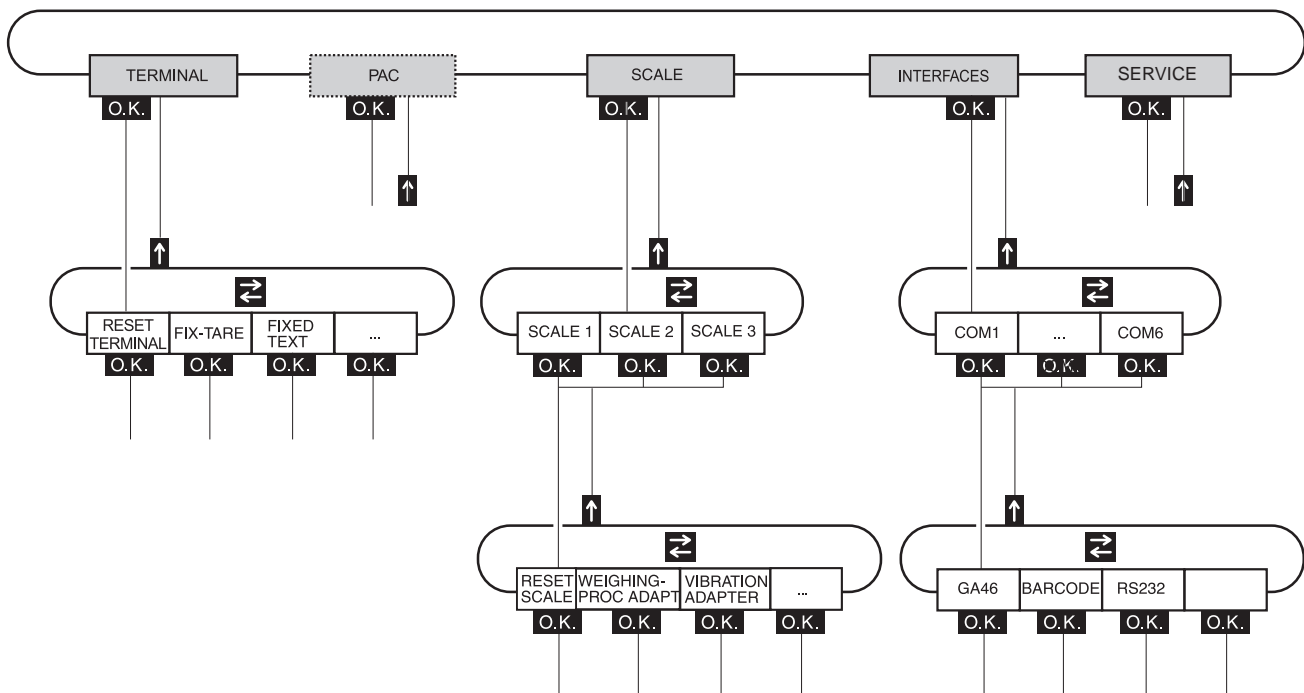 TERMINAL
PAC
SCALE
INTERFACES
SERVICE
O.K.
O.K.
O.K.
O.K.
O.K.
RESET
TERMINAL
FIX-TARE
FIXED
TEXT
...
SCALE 1
SCALE 2
SCALE 3
COM1
...
COM6
O.K.
O.K.
O.K.
O.K.
O.K.
O.K.
O.K.
O.K.
O.K.
O.K.
RESET
SCALE
WEIGHING-
PROC ADAPT
VIBRATION
ADAPTER
...
GA46
BARCODE
RS232
O.K.
O.K.
O.K.
O.K.
O.K.
O.K.
O.K.
O.K.